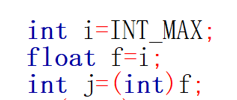 int i=INT_MAX;
float f=i;
int j=(int)f;